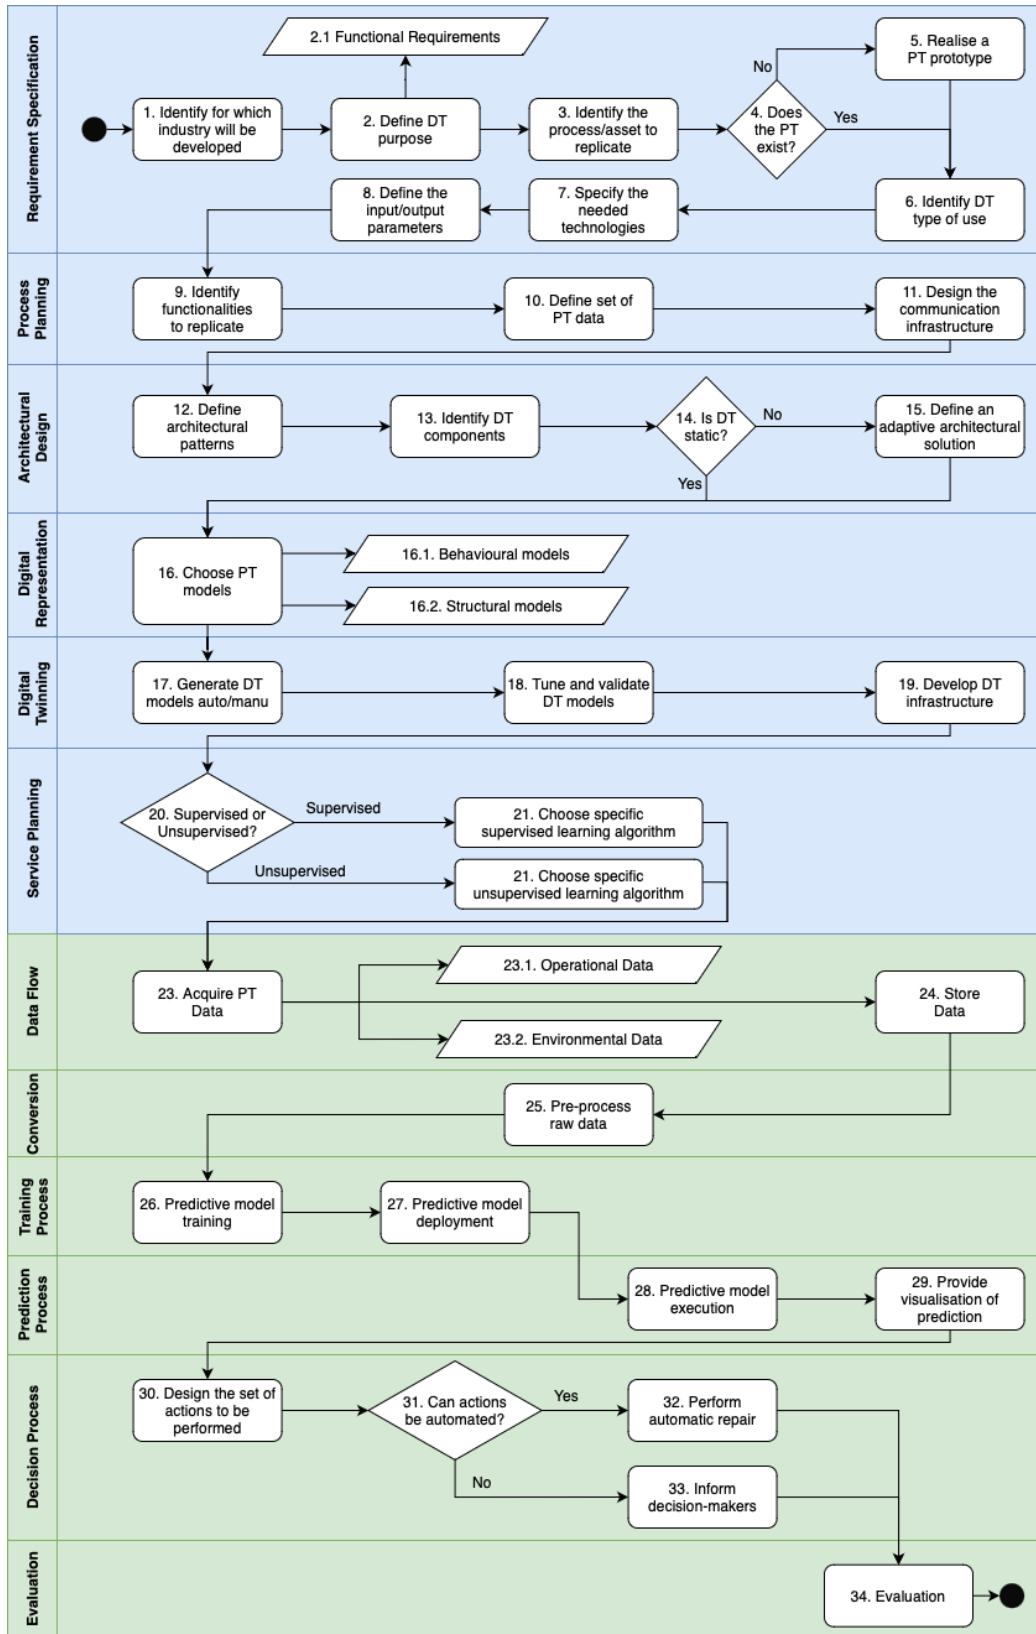 Requirement Specification
2.1 Functional Requirements
1. Identify for which
industry will be
developed
2. Define DT
purpose
3. Identify the
process/asset to
replicate
4. Does
the PT
exist?
No
Yes
5. Realise a
PT prototype
6. Identify DT
type of use
7. Specify the
needed
technologies
8. Define the
input/output
parameters
Process
Planning
9. Identify
functionalities
to replicate
10. Define set of
PT data
11. Design the
communication
infrastructure
Architectural
Design
12. Define
architectural
patterns
13. Identify DT
components
14. Is DT
static?
No
Yes
15. Define an
adaptive architectural
solution
Digital
Representation
16. Choose PT
models
16.1. Behavioural models
16.2. Structural models
Digital
Twinning
17. Generate DT
models auto/manu
18. Tune and validate
DT models
19. Develop DT
infrastructure
Service Planning
20. Supervised or
Unsupervised?
Supervised
Unsupervised
21. Choose specific
supervised learning algorithm
21. Choose specific
unsupervised learning algorithm
Data Flow
23. Acquire PT
Data
23.1. Operational Data
23.2. Environmental Data
24. Store
Data
Conversion
25. Pre-process
raw data
Training
Process
26. Predictive model
training
27. Predictive model
deployment
Prediction
Process
28. Predictive model
execution
29. Provide
visualisation of
prediction
Decision Process
30. Design the set of
actions to be
performed
31. Can actions
be automated?
Yes
No
32. Perform
automatic repair
33. Inform
decision-makers
Evaluation
34. Evaluation